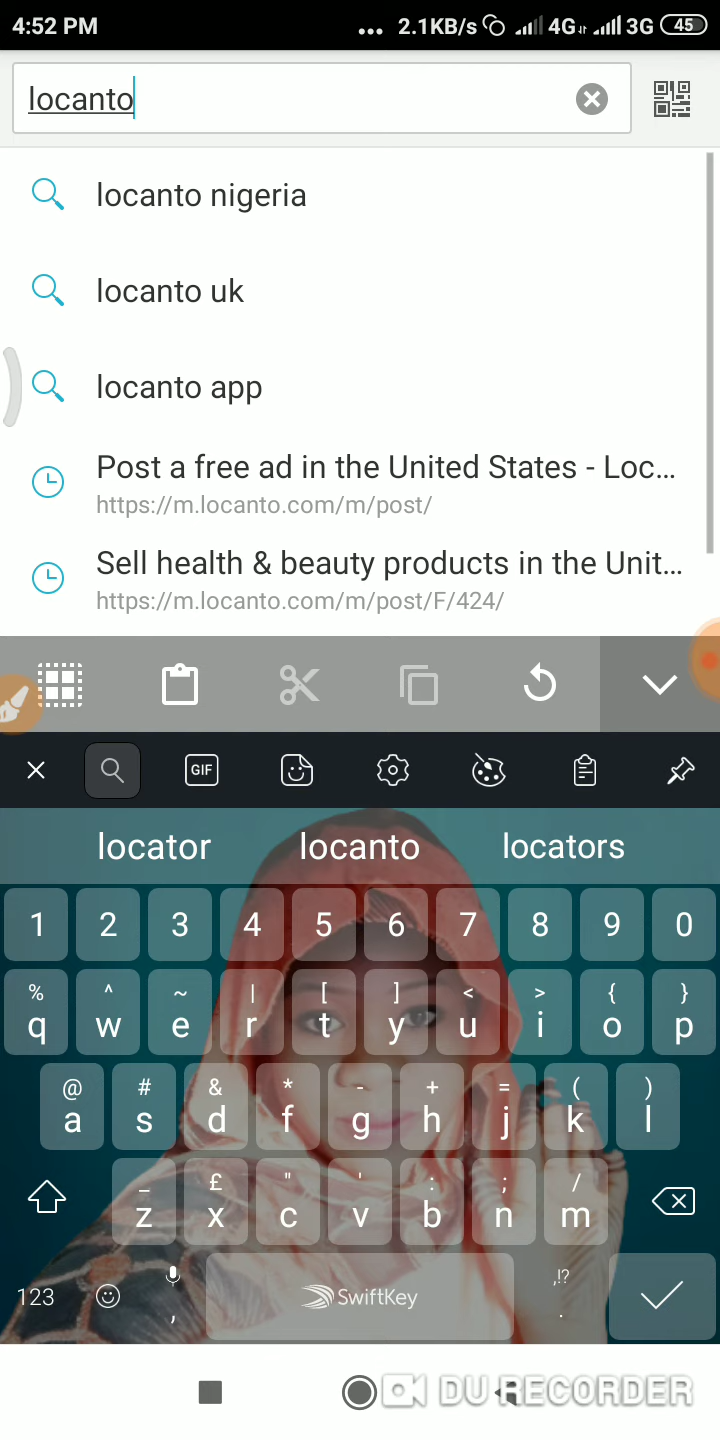 4:52 PM ... 2.1KB/s 4G 3G 45
locanto
locanto nigeria
locanto uk
locanto app
Post a free ad in the United States - Loc...
https://m.locanto.com/m/post/
Sell health & beauty products in the Unit...
https://m.locanto.com/m/post/F/424/
GIF
locator locanto locators
1 2 3 4 5 6 7 8 9 0
% ^ ~ | [ ] < > { }
q w e r t y u i o p
@ # & * - + = ( )
a s d f g h j k l
_ £ " ' : ; /
z x c v b n m
123 , SwiftKey ,!? .
DU RECORDER